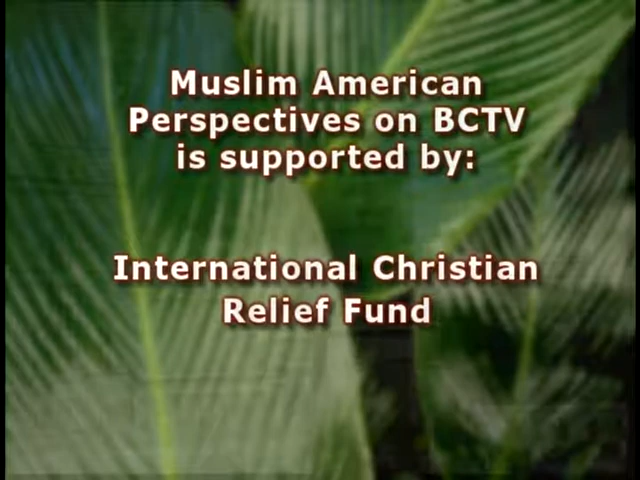 Muslim American
Perspectives on BCTV
is supported by:
International Christian
Relief Fund